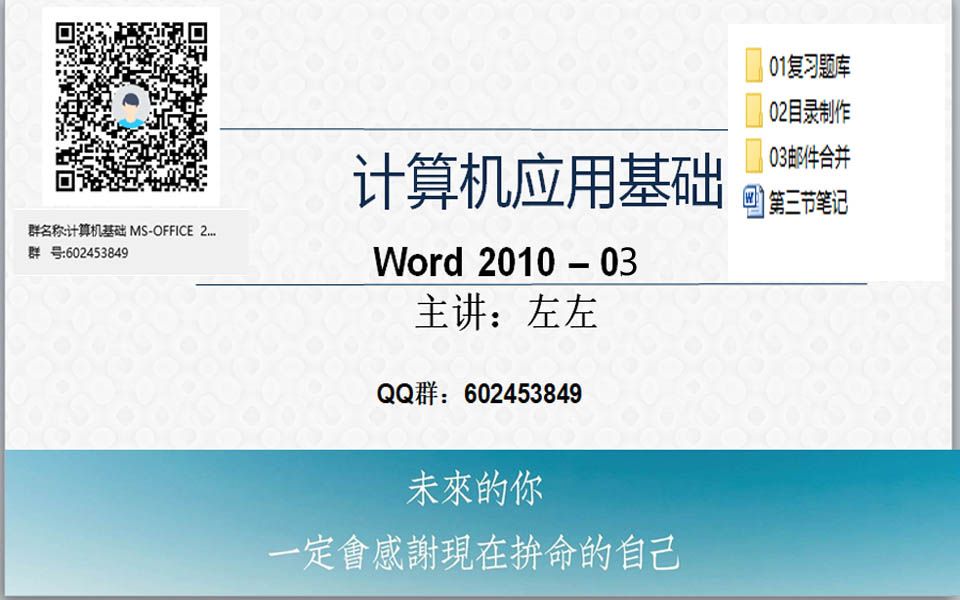 群名称:计算机基础 MS-OFFICE 2...
群 号:602453849
计算机应用基础
Word 2010 – 03
主讲：左左
QQ群：602453849
01复习题库
02目录制作
03邮件合并
第三节笔记
未來的你
一定會感謝現在拚命的自己